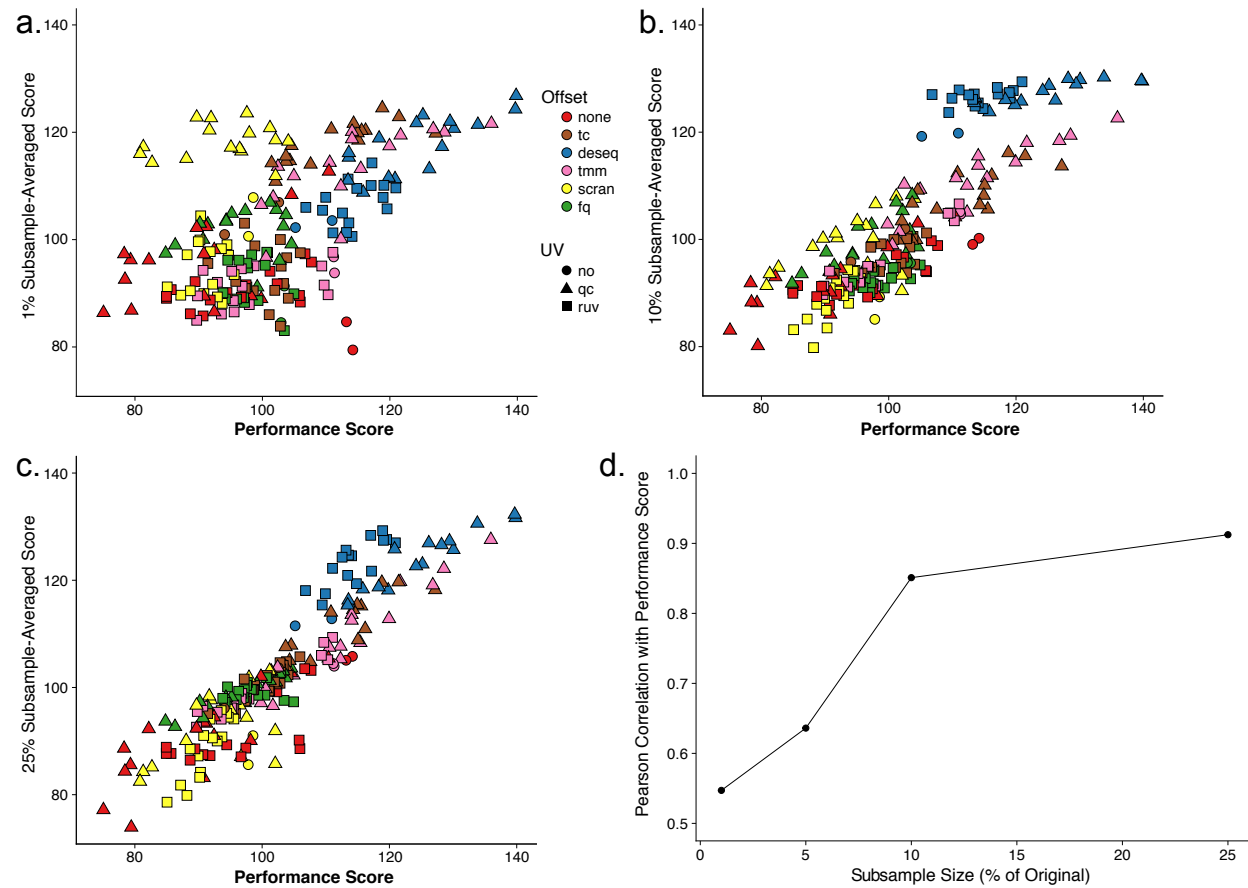 a.
140
120
100
80
1% Subsample-Averaged Score
80 100 120 140
Performance Score
Offset
none
tc
deseq
tmm
scran
fq
UV
no
qc
ruv
b.
140
120
100
80
10% Subsample-Averaged Score
80 100 120 140
Performance Score
c.
140
120
100
80
25% Subsample-Averaged Score
80 100 120 140
Performance Score
d.
1.0
0.9
0.8
0.7
0.6
0.5
Pearson Correlation with Performance Score
0 5 10 15 20 25
Subsample Size (% of Original)